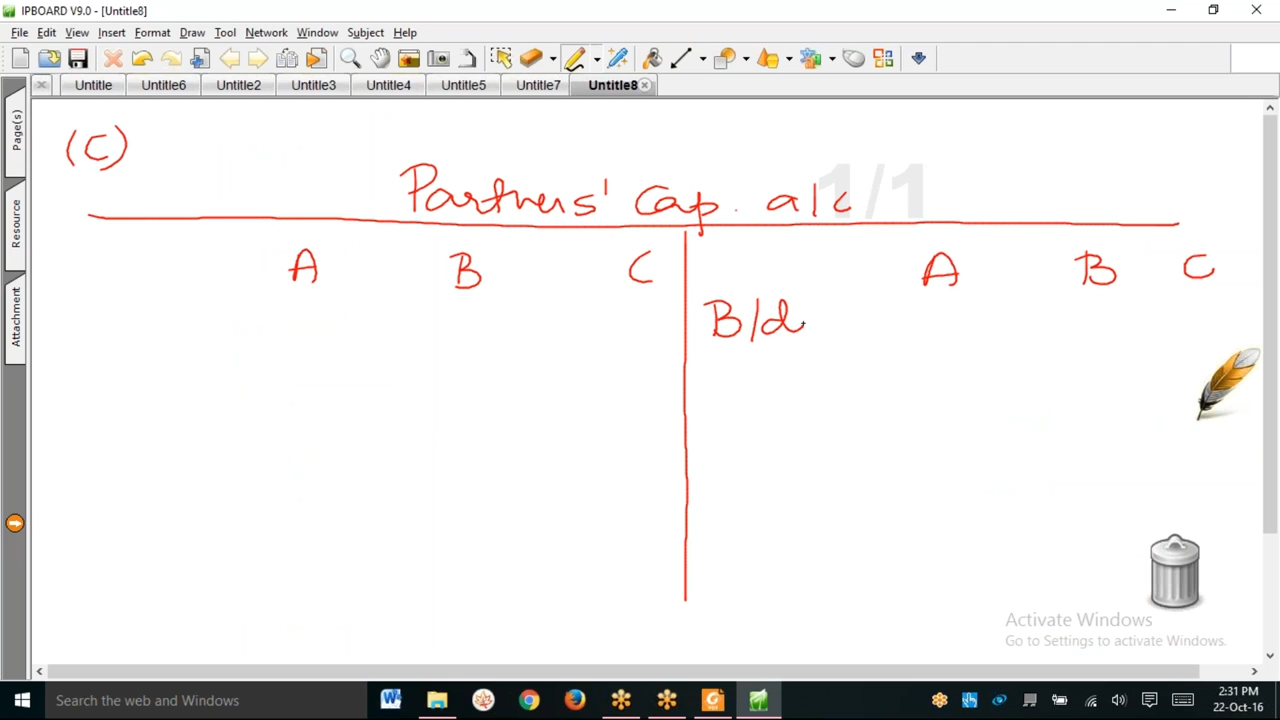 IPBOARD V9.0 - [Untitle8]
File Edit View Insert Format Draw Tool Network Window Subject Help
Untitle Untitle6 Untitle2 Untitle3 Untitle4 Untitle5 Untitle7 Untitle8
Page(s)
Resource
Attachment
(C)
1/1
Partners' Cap. a/c
A B C A B C
B/d
Activate Windows
Go to Settings to activate Windows.
Search the web and Windows
2:31 PM
22-Oct-16